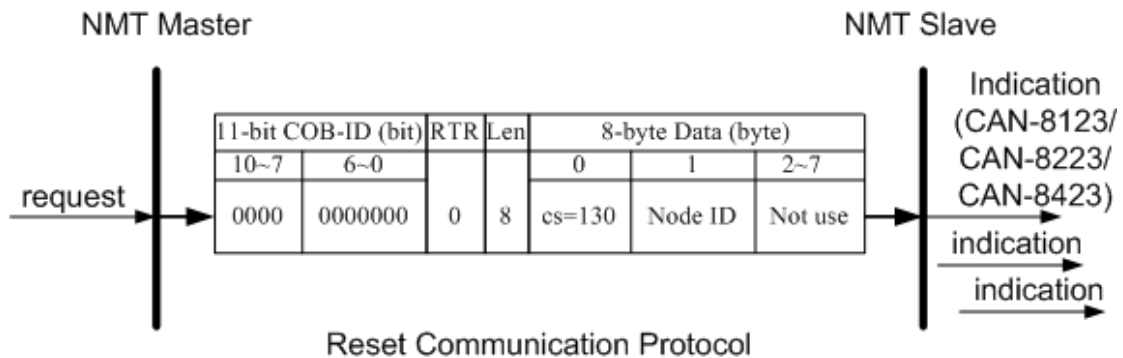 NMT Master
NMT Slave
Indication
(CAN-8123/
CAN-8223/
CAN-8423)
11-bit COB-ID (bit) RTR Len 8-byte Data (byte)
10~7 6~0 0 1 2~7
request
0000 0000000 0 8 cs=130 Node ID Not use
indication
indication
Reset Communication Protocol